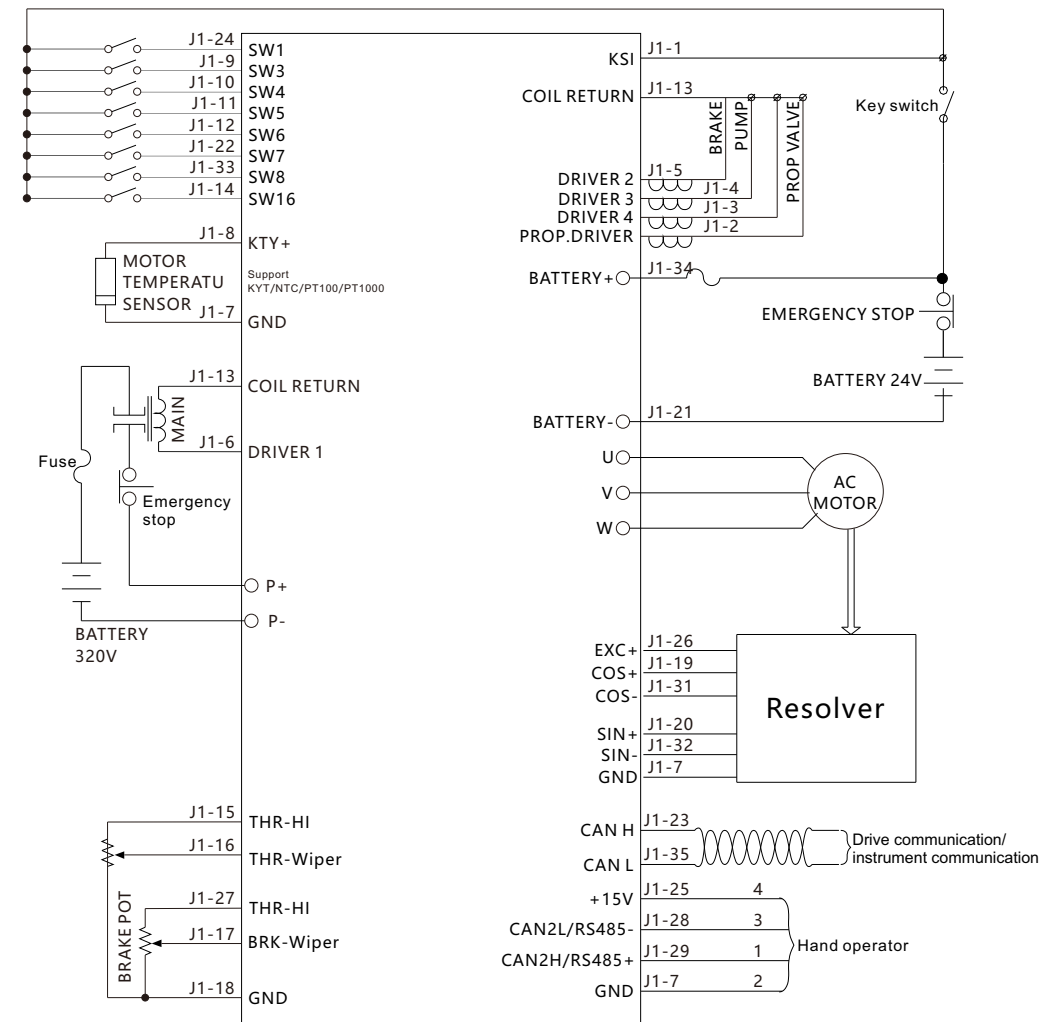 J1-24 SW1
J1-9 SW3
J1-10 SW4
J1-11 SW5
J1-12 SW6
J1-22 SW7
J1-33 SW8
J1-14 SW16
J1-8 KTY+
MOTOR
TEMPERATU
SENSOR
Support
KYT/NTC/PT100/PT1000
J1-7 GND
J1-13 COIL RETURN
MAIN
J1-6 DRIVER 1
Fuse
Emergency
stop
P+
P-
BATTERY
320V
J1-15 THR-HI
J1-16 THR-Wiper
J1-27 THR-HI
J1-17 BRK-Wiper
BRAKE POT
J1-18 GND
KSI J1-1
COIL RETURN J1-13
Key switch
BRAKE
PUMP
PROP VALVE
DRIVER 2 J1-5
DRIVER 3 J1-4
DRIVER 4 J1-3
PROP.DRIVER J1-2
BATTERY+ J1-34
EMERGENCY STOP
BATTERY 24V
BATTERY- J1-21
U
V
W
AC
MOTOR
EXC+ J1-26
COS+ J1-19
COS- J1-31
SIN+ J1-20
SIN- J1-32
GND J1-7
Resolver
CAN H J1-23
CAN L J1-35
Drive communication/
instrument communication
+15V J1-25 4
CAN2L/RS485- J1-28 3
CAN2H/RS485+ J1-29 1
GND J1-7 2
Hand operator